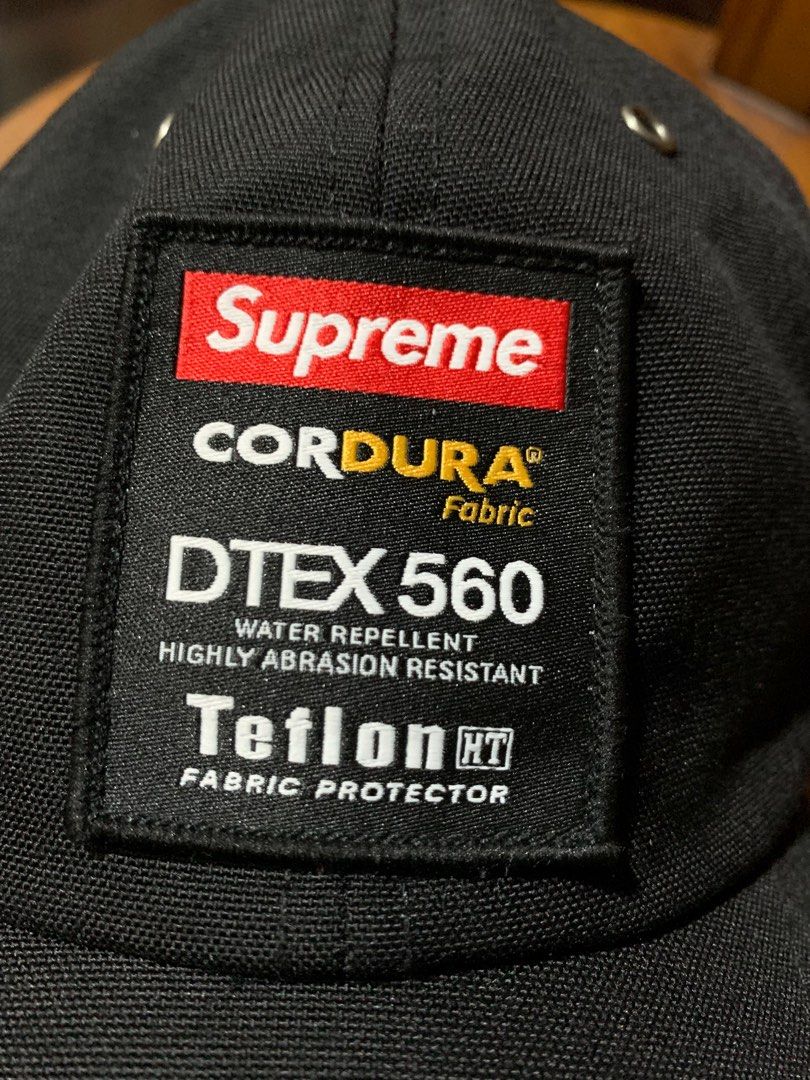 Supreme
CORDURA®
Fabric
DTEX 560
WATER REPELLENT
HIGHLY ABRASION RESISTANT
Teflon HT
FABRIC PROTECTOR